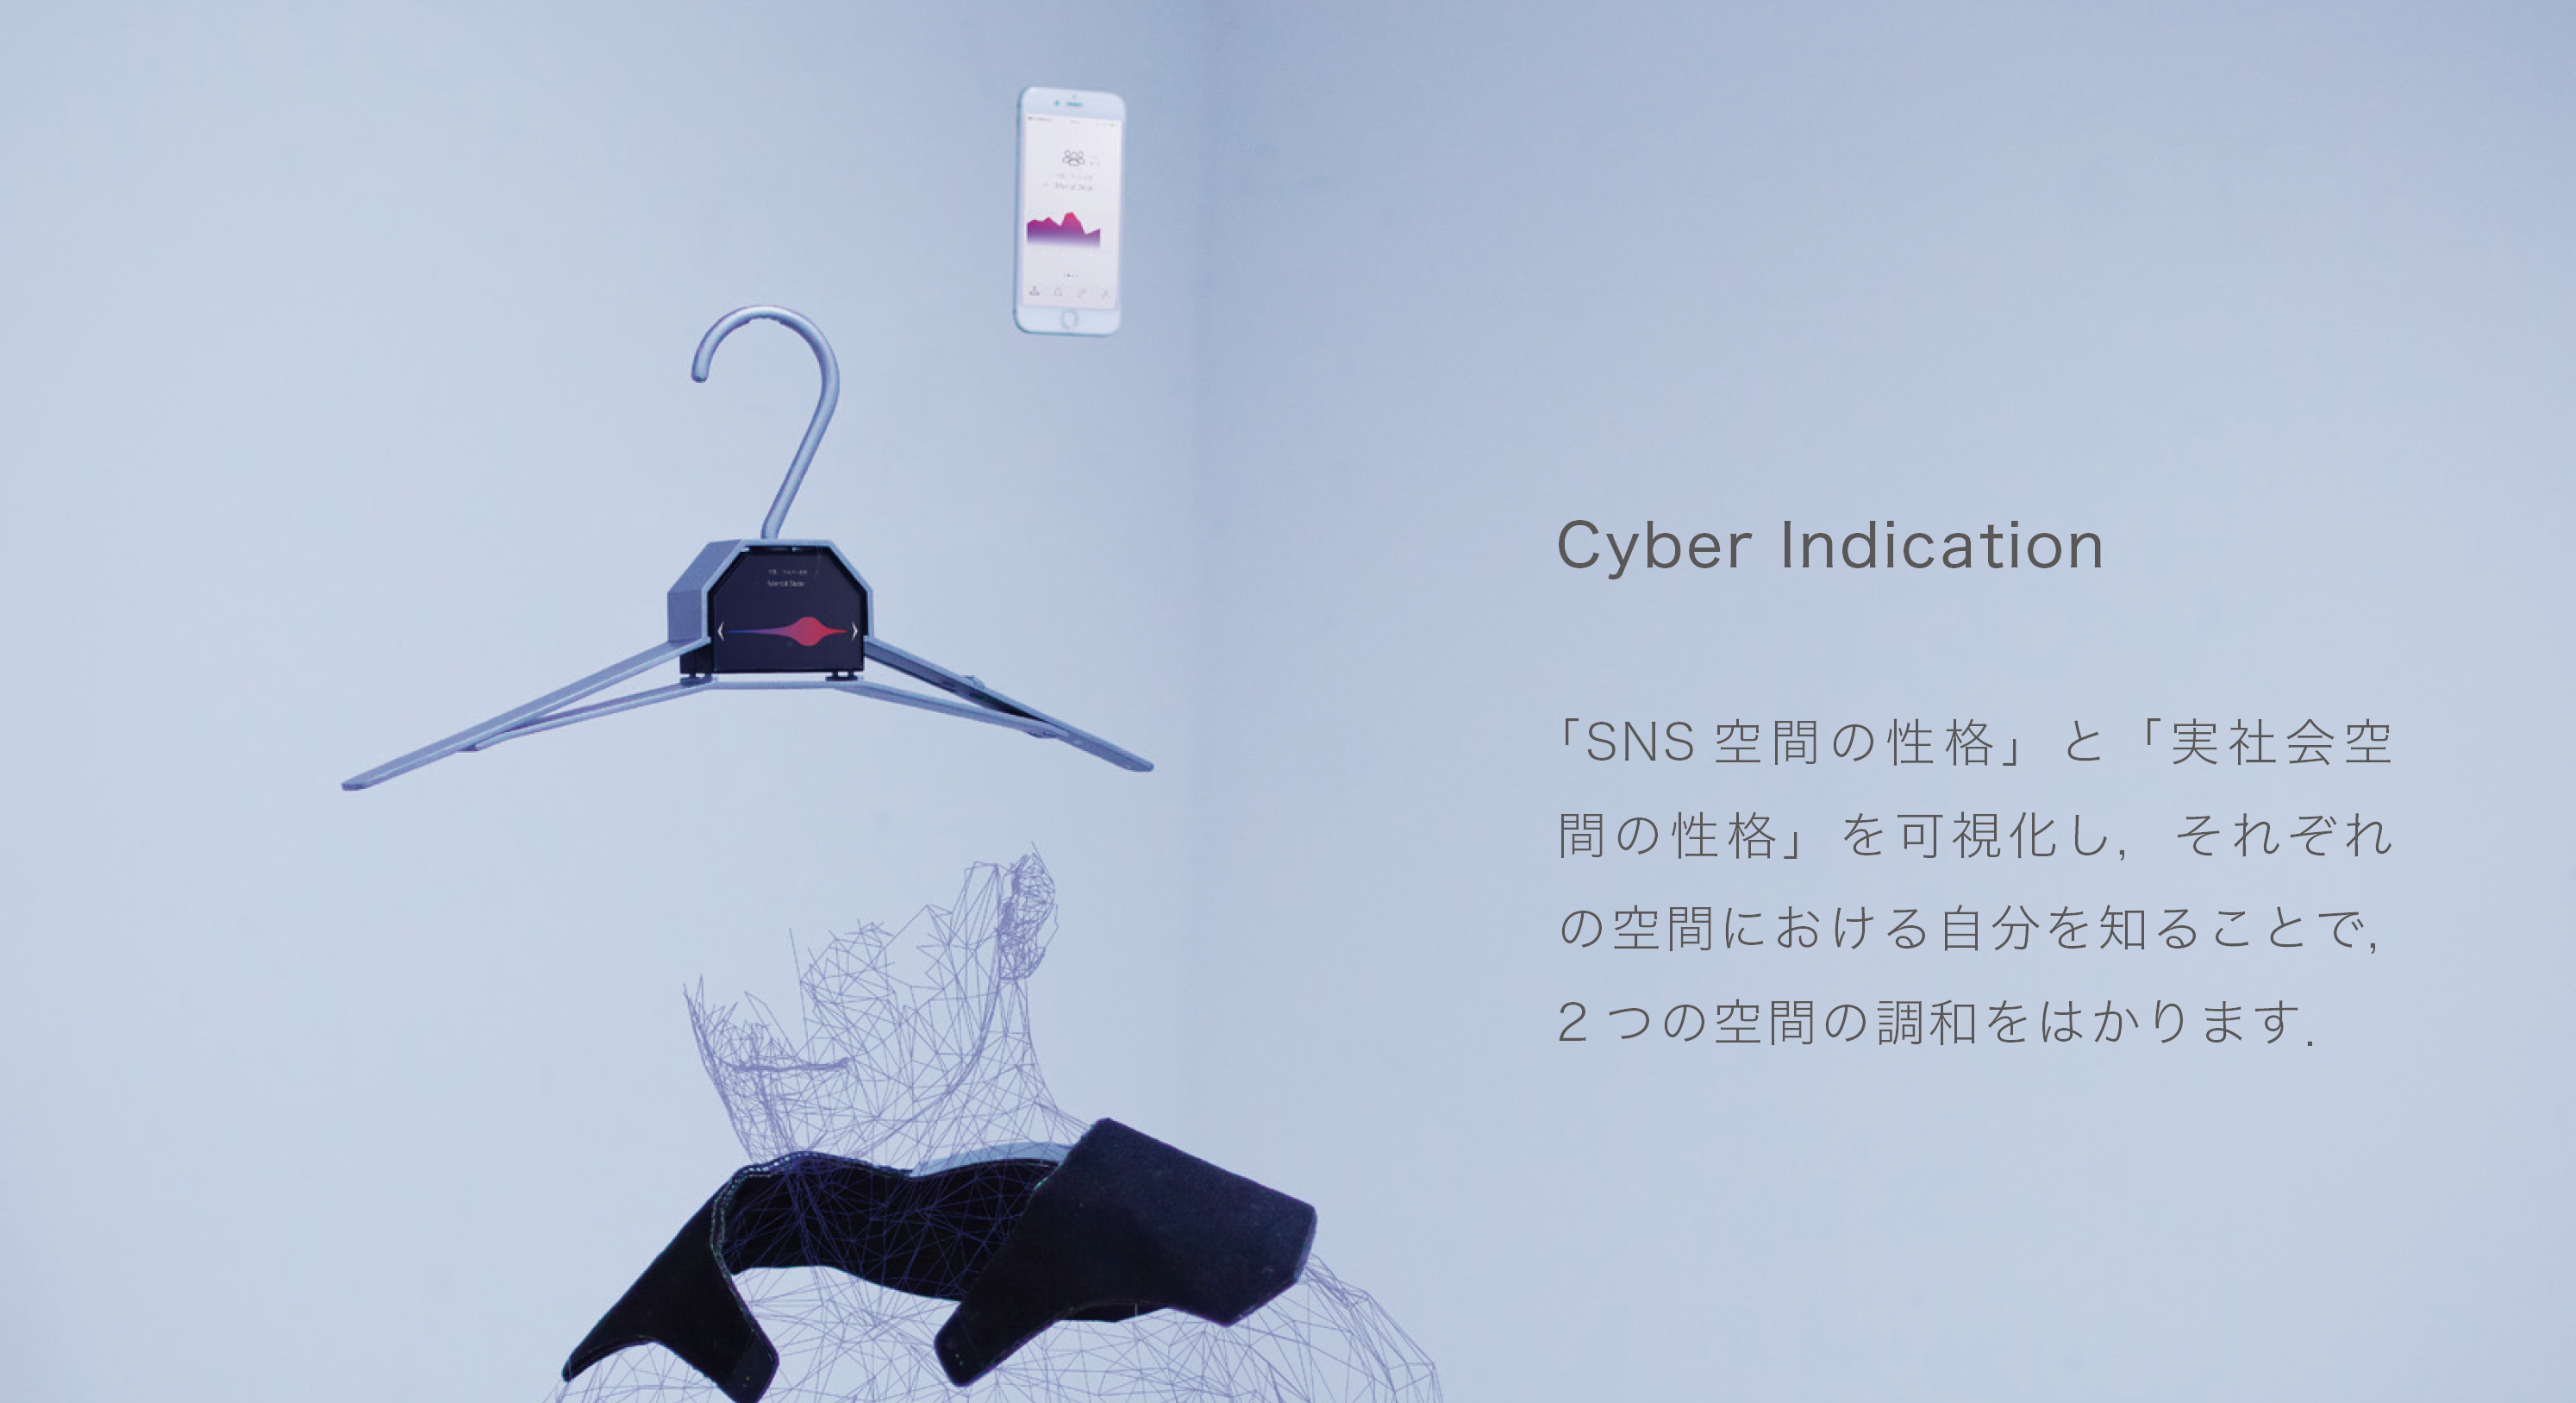 Cyber Indication
「SNS 空間の性格」と「実社会空
間の性格」を可視化し，それぞれ
の空間における自分を知ることで，
2 つの空間の調和をはかります．